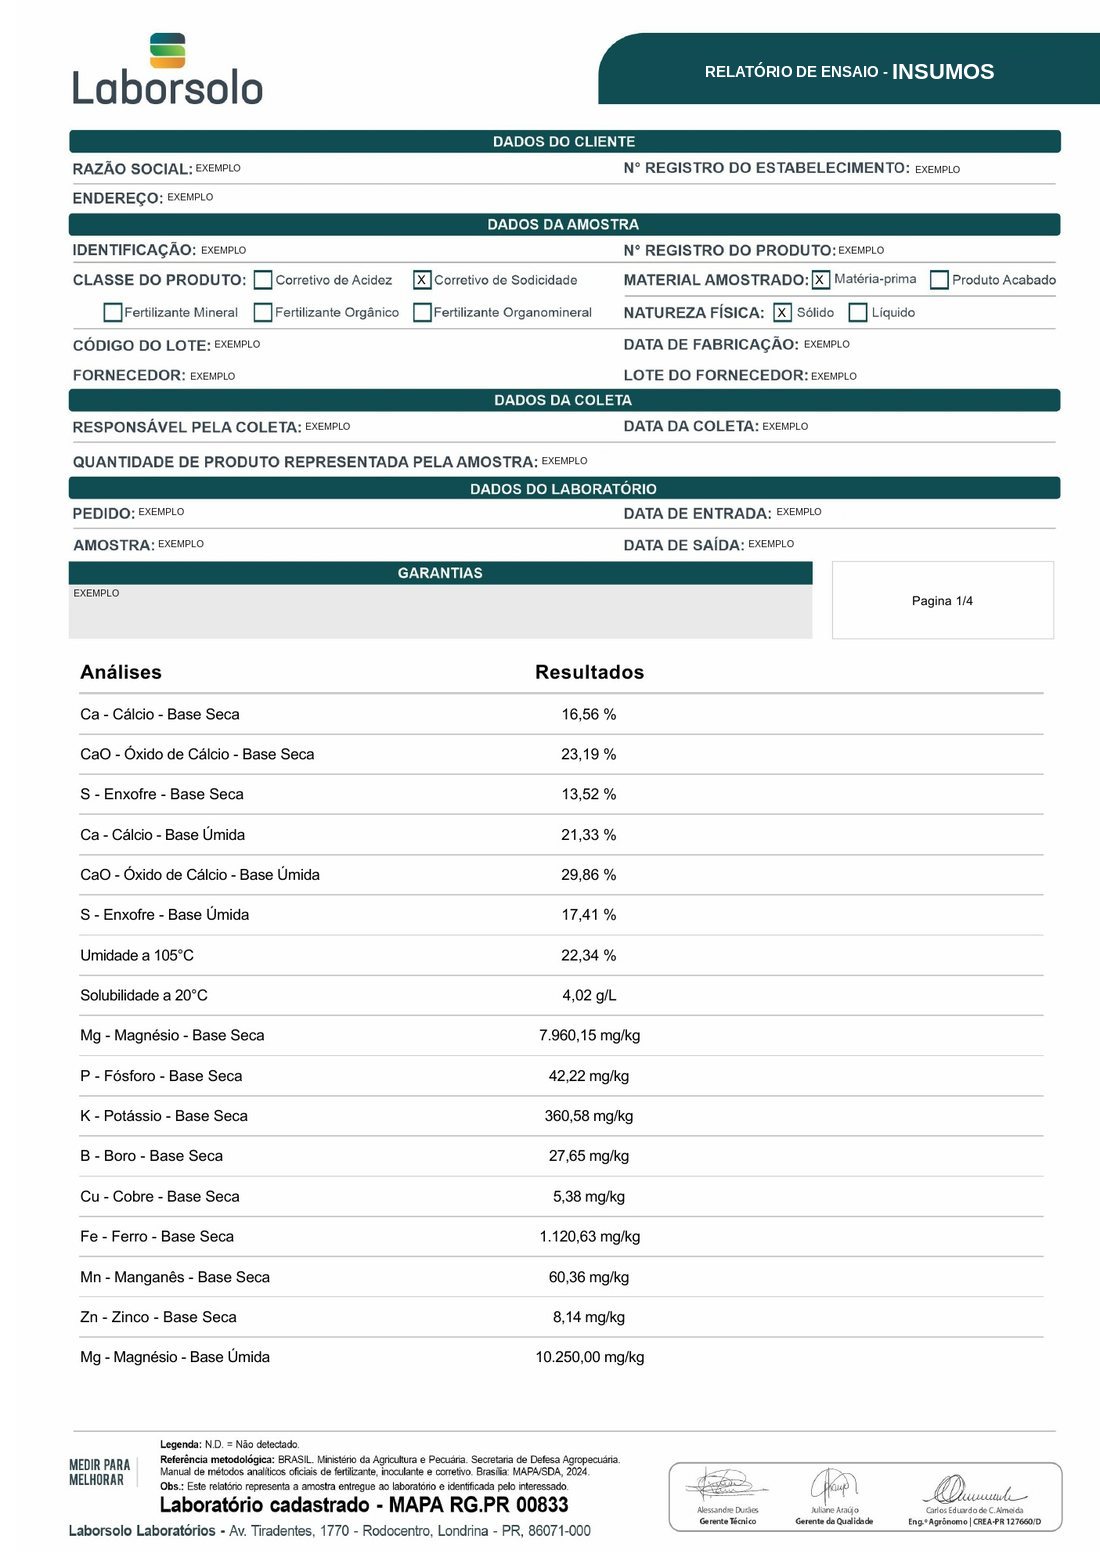 Laborsolo
RELATÓRIO DE ENSAIO - INSUMOS
DADOS DO CLIENTE
RAZÃO SOCIAL: EXEMPLO
N° REGISTRO DO ESTABELECIMENTO: EXEMPLO
ENDEREÇO: EXEMPLO
DADOS DA AMOSTRA
IDENTIFICAÇÃO: EXEMPLO
N° REGISTRO DO PRODUTO: EXEMPLO
CLASSE DO PRODUTO: Corretivo de Acidez X Corretivo de Sodicidade
MATERIAL AMOSTRADO: X Matéria-prima Produto Acabado
Fertilizante Mineral Fertilizante Orgânico Fertilizante Organomineral
NATUREZA FÍSICA: X Sólido Líquido
CÓDIGO DO LOTE: EXEMPLO
DATA DE FABRICAÇÃO: EXEMPLO
FORNECEDOR: EXEMPLO
LOTE DO FORNECEDOR: EXEMPLO
DADOS DA COLETA
RESPONSÁVEL PELA COLETA: EXEMPLO
DATA DA COLETA: EXEMPLO
QUANTIDADE DE PRODUTO REPRESENTADA PELA AMOSTRA: EXEMPLO
DADOS DO LABORATÓRIO
PEDIDO: EXEMPLO
DATA DE ENTRADA: EXEMPLO
AMOSTRA: EXEMPLO
DATA DE SAÍDA: EXEMPLO
GARANTIAS
EXEMPLO
Pagina 1/4
Análises Resultados
Ca - Cálcio - Base Seca 16,56 %
CaO - Óxido de Cálcio - Base Seca 23,19 %
S - Enxofre - Base Seca 13,52 %
Ca - Cálcio - Base Úmida 21,33 %
CaO - Óxido de Cálcio - Base Úmida 29,86 %
S - Enxofre - Base Úmida 17,41 %
Umidade a 105°C 22,34 %
Solubilidade a 20°C 4,02 g/L
Mg - Magnésio - Base Seca 7.960,15 mg/kg
P - Fósforo - Base Seca 42,22 mg/kg
K - Potássio - Base Seca 360,58 mg/kg
B - Boro - Base Seca 27,65 mg/kg
Cu - Cobre - Base Seca 5,38 mg/kg
Fe - Ferro - Base Seca 1.120,63 mg/kg
Mn - Manganês - Base Seca 60,36 mg/kg
Zn - Zinco - Base Seca 8,14 mg/kg
Mg - Magnésio - Base Úmida 10.250,00 mg/kg
MEDIR PARA
MELHORAR
Legenda: N.D. = Não detectado.
Referência metodológica: BRASIL. Ministério da Agricultura e Pecuária. Secretaria de Defesa Agropecuária.
Manual de métodos analíticos oficiais de fertilizante, inoculante e corretivo. Brasília: MAPA/SDA, 2024.
Obs.: Este relatório representa a amostra entregue ao laboratório e identificada pelo interessado.
Laboratório cadastrado - MAPA RG.PR 00833
Laborsolo Laboratórios - Av. Tiradentes, 1770 - Rodocentro, Londrina - PR, 86071-000
Alessandre Durães
Gerente Técnico
Juliane Araújo
Gerente da Qualidade
Carlos Eduardo de C. Almeida
Eng.º Agrônomo | CREA-PR 127660/D